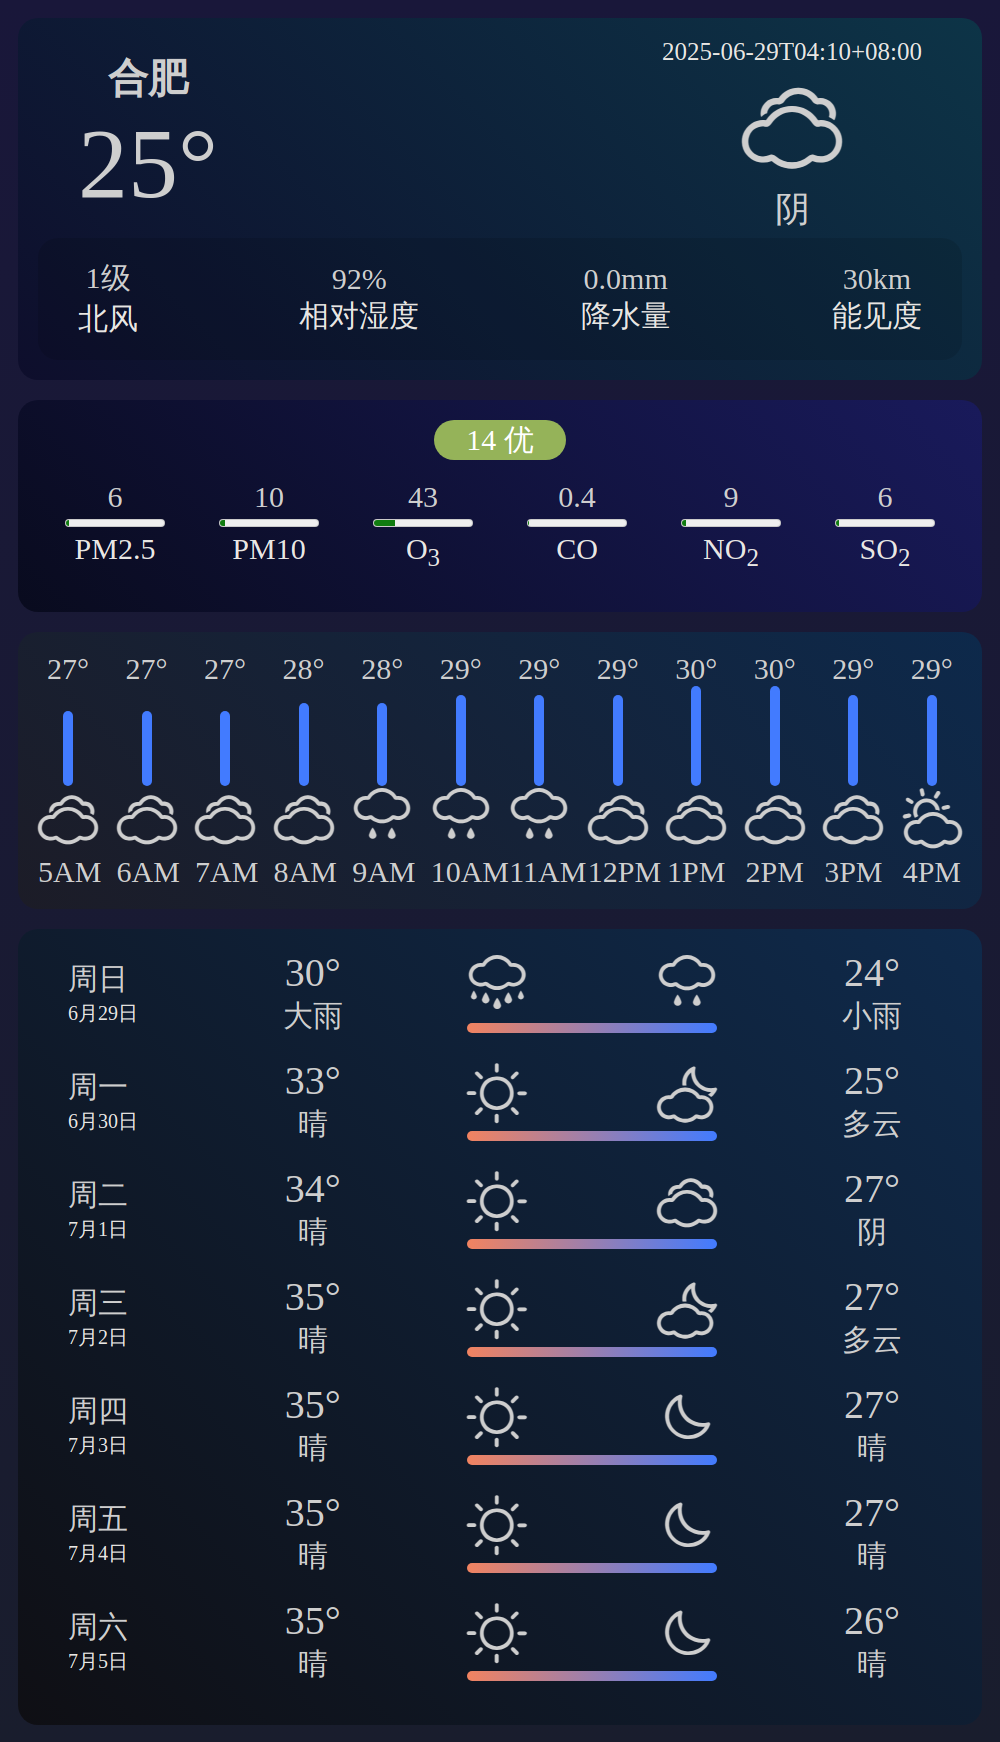 合肥
25°
2025-06-29T04:10+08:00
阴
1级 92% 0.0mm 30km
北风 相对湿度 降水量 能见度
14 优
6 10 43 0.4 9 6
PM2.5 PM10 O3 CO NO2 SO2
27° 27° 27° 28° 28° 29° 29° 29° 30° 30° 29° 29°
5AM 6AM 7AM 8AM 9AM 10AM 11AM 12PM 1PM 2PM 3PM 4PM
周日 30° 24°
6月29日 大雨 小雨
周一 33° 25°
6月30日 晴 多云
周二 34° 27°
7月1日 晴 阴
周三 35° 27°
7月2日 晴 多云
周四 35° 27°
7月3日 晴 晴
周五 35° 27°
7月4日 晴 晴
周六 35° 26°
7月5日 晴 晴